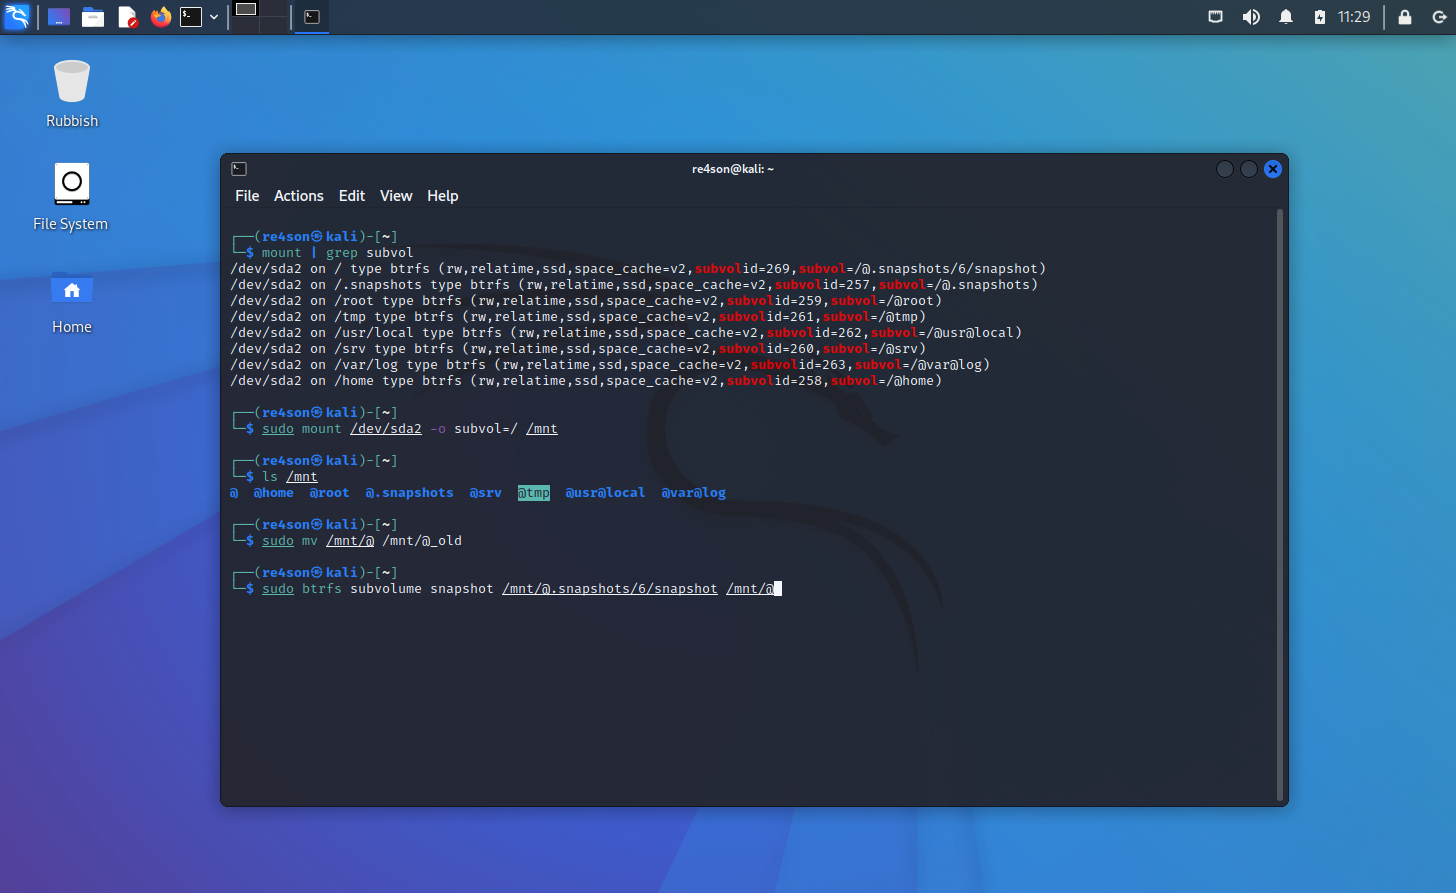 11:29
Rubbish
File System
Home
re4son@kali: ~
File Actions Edit View Help
┌──(re4son㉿kali)-[~]
└─$ mount | grep subvol
/dev/sda2 on / type btrfs (rw,relatime,ssd,space_cache=v2,subvolid=269,subvol=/@.snapshots/6/snapshot)
/dev/sda2 on /.snapshots type btrfs (rw,relatime,ssd,space_cache=v2,subvolid=257,subvol=/@.snapshots)
/dev/sda2 on /root type btrfs (rw,relatime,ssd,space_cache=v2,subvolid=259,subvol=/@root)
/dev/sda2 on /tmp type btrfs (rw,relatime,ssd,space_cache=v2,subvolid=261,subvol=/@tmp)
/dev/sda2 on /usr/local type btrfs (rw,relatime,ssd,space_cache=v2,subvolid=262,subvol=/@usr@local)
/dev/sda2 on /srv type btrfs (rw,relatime,ssd,space_cache=v2,subvolid=260,subvol=/@srv)
/dev/sda2 on /var/log type btrfs (rw,relatime,ssd,space_cache=v2,subvolid=263,subvol=/@var@log)
/dev/sda2 on /home type btrfs (rw,relatime,ssd,space_cache=v2,subvolid=258,subvol=/@home)
┌──(re4son㉿kali)-[~]
└─$ sudo mount /dev/sda2 -o subvol=/ /mnt
┌──(re4son㉿kali)-[~]
└─$ ls /mnt
@ @home @root @.snapshots @srv @tmp @usr@local @var@log
┌──(re4son㉿kali)-[~]
└─$ sudo mv /mnt/@ /mnt/@_old
┌──(re4son㉿kali)-[~]
└─$ sudo btrfs subvolume snapshot /mnt/@.snapshots/6/snapshot /mnt/@